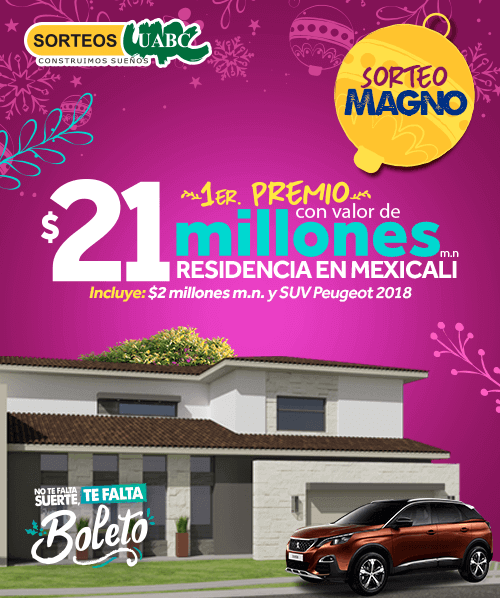 SORTEOS UABC
CONSTRUIMOS SUEÑOS
SORTEO
MAGNO
1ER. PREMIO
con valor de
$21 millones m.n
RESIDENCIA EN MEXICALI
Incluye: $2 millones m.n. y SUV Peugeot 2018
NO TE FALTA
SUERTE, TE FALTA
Boleto